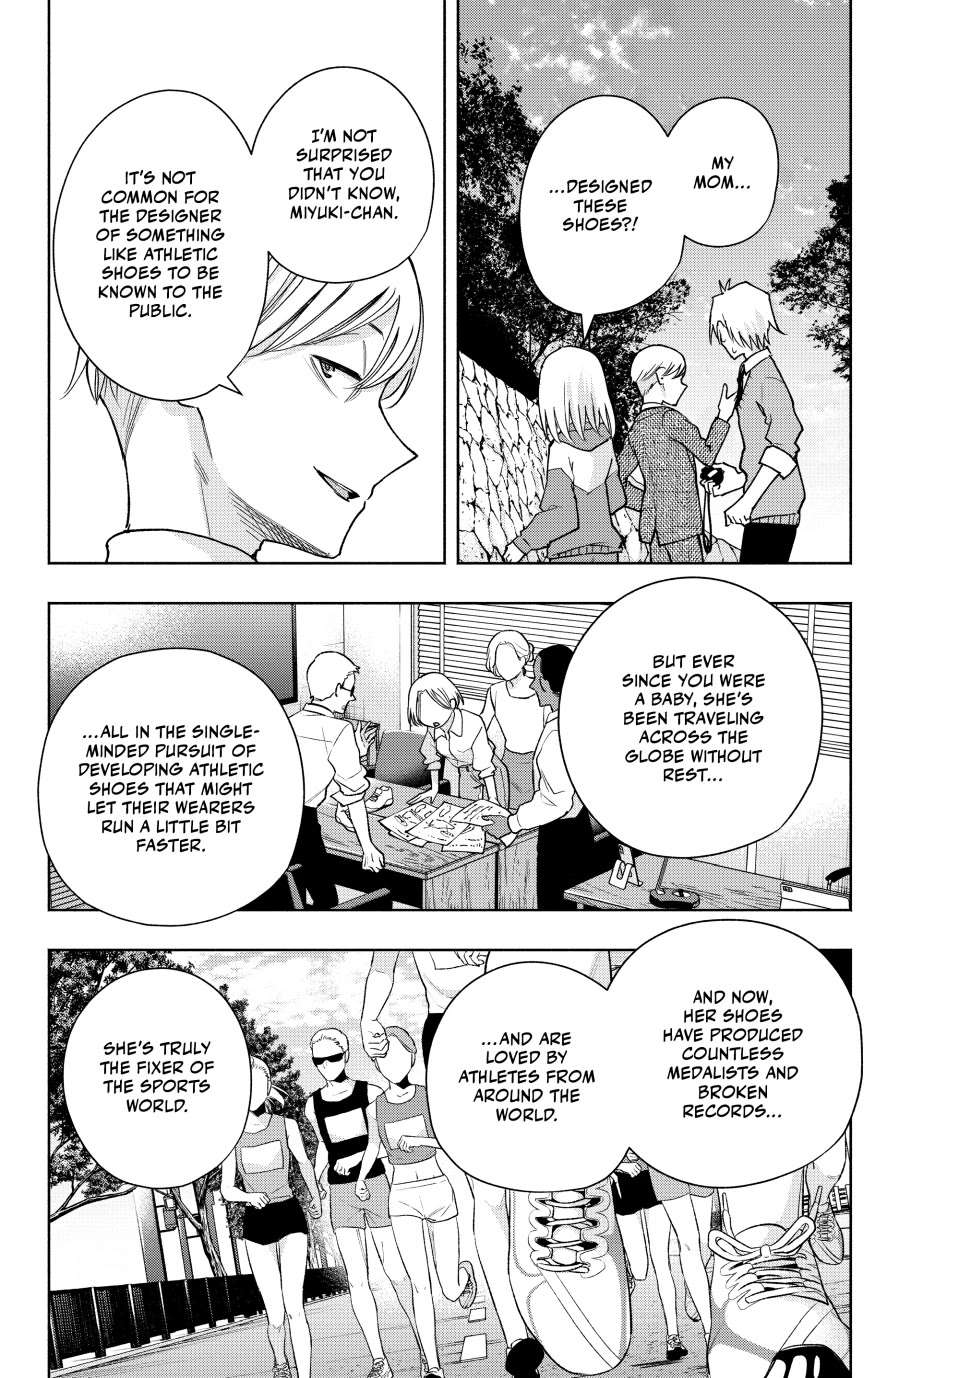 MY
MOM...
...DESIGNED
THESE
SHOES?!
I'M NOT
SURPRISED
THAT YOU
DIDN'T KNOW,
MIYUKI-CHAN.
IT'S NOT
COMMON FOR
THE DESIGNER
OF SOMETHING
LIKE ATHLETIC
SHOES TO BE
KNOWN TO THE
PUBLIC.
BUT EVER
SINCE YOU WERE
A BABY, SHE'S
BEEN TRAVELING
ACROSS THE
GLOBE WITHOUT
REST...
...ALL IN THE SINGLE-
MINDED PURSUIT OF
DEVELOPING ATHLETIC
SHOES THAT MIGHT
LET THEIR WEARERS
RUN A LITTLE BIT
FASTER.
AND NOW,
HER SHOES
HAVE PRODUCED
COUNTLESS
MEDALISTS AND
BROKEN
RECORDS...
...AND ARE
LOVED BY
ATHLETES FROM
AROUND THE
WORLD.
SHE'S TRULY
THE FIXER OF
THE SPORTS
WORLD.